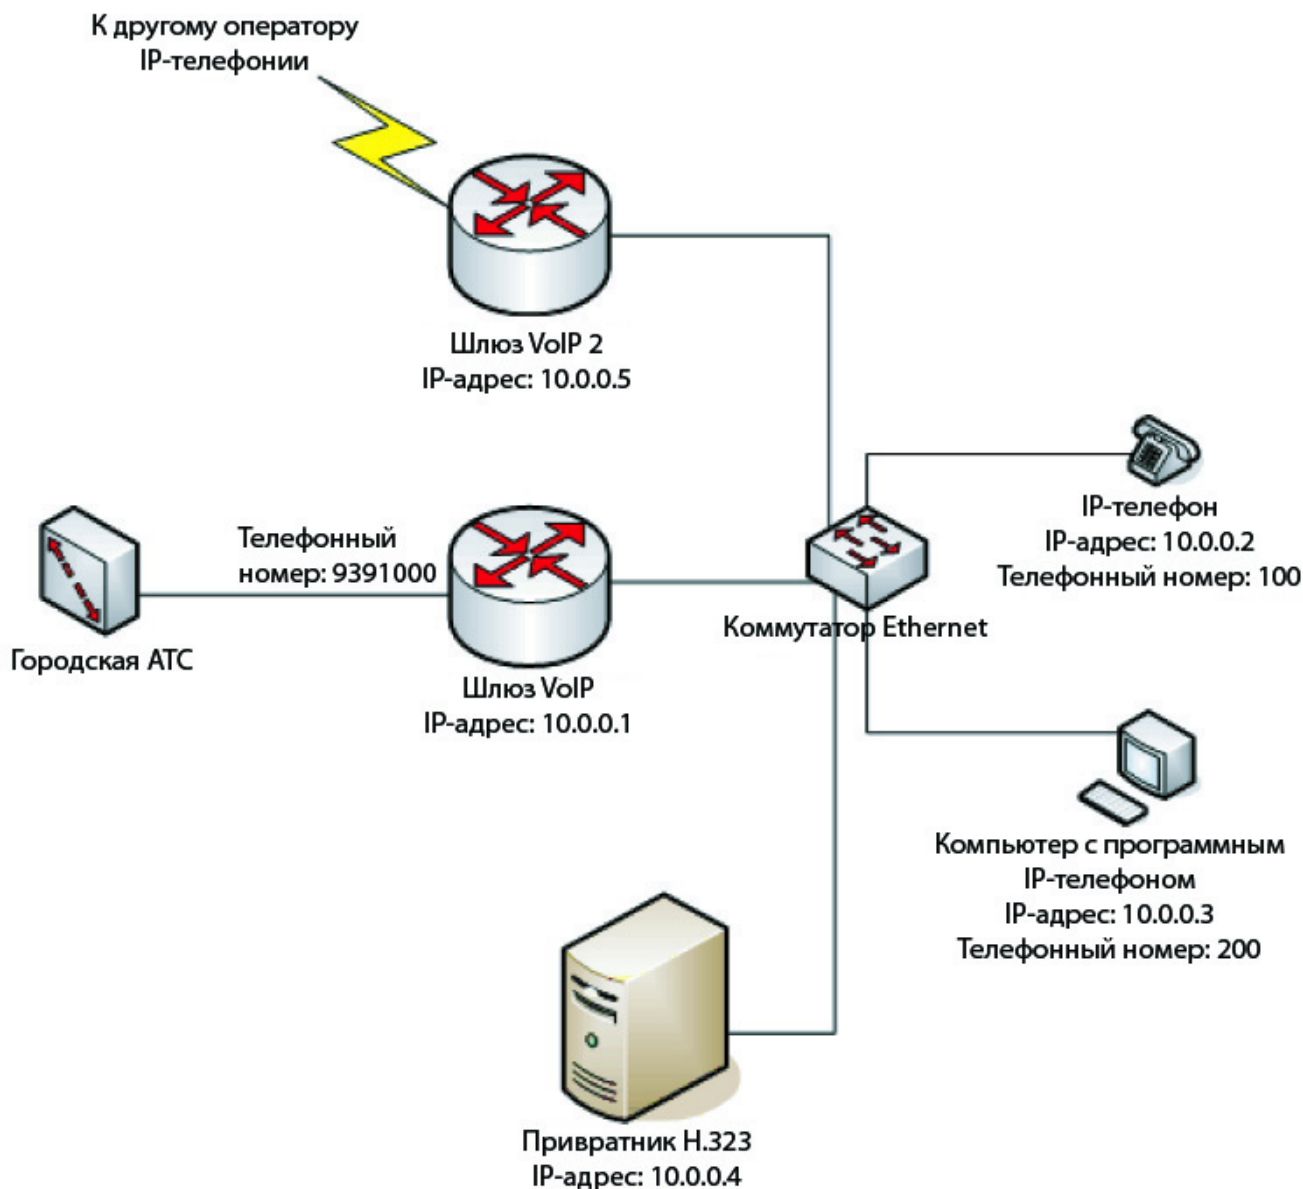 К другому оператору
IP-телефонии
Шлюз VoIP 2
IP-адрес: 10.0.0.5
IP-телефон
IP-адрес: 10.0.0.2
Телефонный номер: 100
Телефонный
номер: 9391000
Коммутатор Ethernet
Городская АТС
Шлюз VoIP
IP-адрес: 10.0.0.1
Компьютер с программным
IP-телефоном
IP-адрес: 10.0.0.3
Телефонный номер: 200
Привратник H.323
IP-адрес: 10.0.0.4